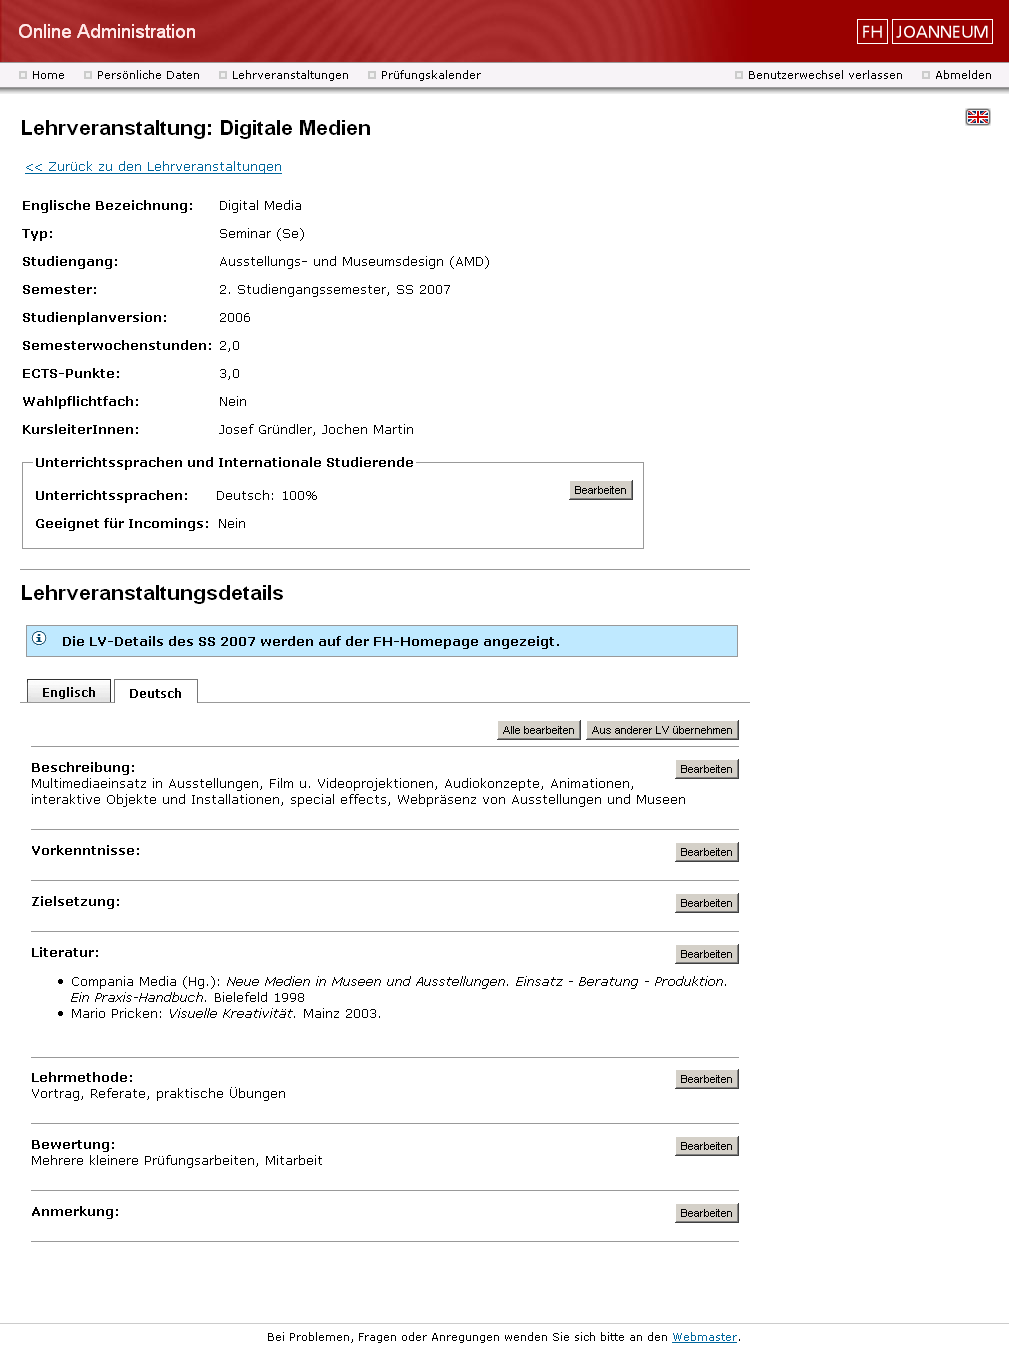 Online Administration
FH JOANNEUM
Home Persönliche Daten Lehrveranstaltungen Prüfungskalender Benutzerwechsel verlassen Abmelden
Lehrveranstaltung: Digitale Medien
<< Zurück zu den Lehrveranstaltungen
Englische Bezeichnung: Digital Media
Typ: Seminar (Se)
Studiengang: Ausstellungs- und Museumsdesign (AMD)
Semester: 2. Studiengangssemester, SS 2007
Studienplanversion: 2006
Semesterwochenstunden: 2,0
ECTS-Punkte: 3,0
Wahlpflichtfach: Nein
KursleiterInnen: Josef Gründler, Jochen Martin
Unterrichtssprachen und Internationale Studierende
Unterrichtssprachen: Deutsch: 100% Bearbeiten
Geeignet für Incomings: Nein
Lehrveranstaltungsdetails
Die LV-Details des SS 2007 werden auf der FH-Homepage angezeigt.
Englisch Deutsch
Alle bearbeiten Aus anderer LV übernehmen
Beschreibung: Bearbeiten
Multimediaeinsatz in Ausstellungen, Film u. Videoprojektionen, Audiokonzepte, Animationen,
interaktive Objekte und Installationen, special effects, Webpräsenz von Ausstellungen und Museen
Vorkenntnisse: Bearbeiten
Zielsetzung: Bearbeiten
Literatur: Bearbeiten
• Compania Media (Hg.): Neue Medien in Museen und Ausstellungen. Einsatz - Beratung - Produktion.
Ein Praxis-Handbuch. Bielefeld 1998
• Mario Pricken: Visuelle Kreativität. Mainz 2003.
Lehrmethode: Bearbeiten
Vortrag, Referate, praktische Übungen
Bewertung: Bearbeiten
Mehrere kleinere Prüfungsarbeiten, Mitarbeit
Anmerkung: Bearbeiten
Bei Problemen, Fragen oder Anregungen wenden Sie sich bitte an den Webmaster.